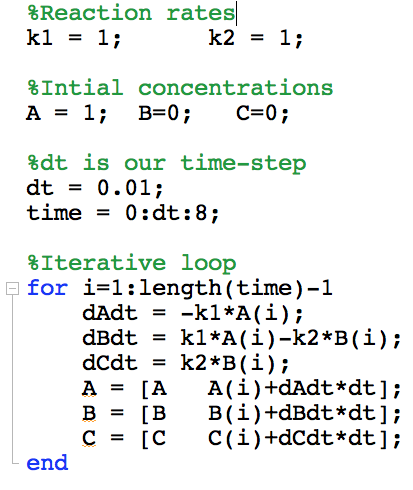 %Reaction rates
k1 = 1;      k2 = 1;
%Intial concentrations
A = 1;  B=0;   C=0;
%dt is our time-step
dt = 0.01;
time = 0:dt:8;
%Iterative loop
for i=1:length(time)-1
    dAdt = -k1*A(i);
    dBdt = k1*A(i)-k2*B(i);
    dCdt = k2*B(i);
    A = [A   A(i)+dAdt*dt];
    B = [B   B(i)+dBdt*dt];
    C = [C   C(i)+dCdt*dt];
end